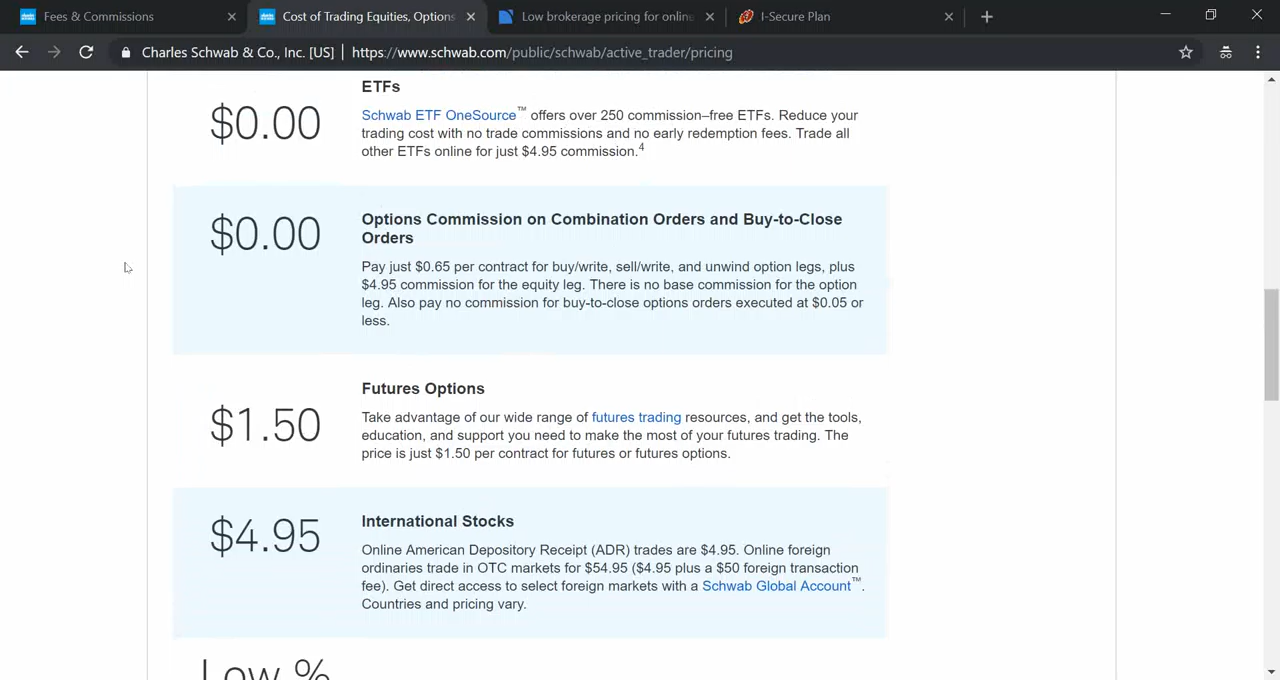 Fees & Commissions
Cost of Trading Equities, Options
Low brokerage pricing for online
I-Secure Plan
Charles Schwab & Co., Inc. [US] | https://www.schwab.com/public/schwab/active_trader/pricing
ETFs
$0.00
Schwab ETF OneSource™ offers over 250 commission–free ETFs. Reduce your
trading cost with no trade commissions and no early redemption fees. Trade all
other ETFs online for just $4.95 commission.4
$0.00
Options Commission on Combination Orders and Buy-to-Close
Orders
Pay just $0.65 per contract for buy/write, sell/write, and unwind option legs, plus
$4.95 commission for the equity leg. There is no base commission for the option
leg. Also pay no commission for buy-to-close options orders executed at $0.05 or
less.
Futures Options
$1.50
Take advantage of our wide range of futures trading resources, and get the tools,
education, and support you need to make the most of your futures trading. The
price is just $1.50 per contract for futures or futures options.
$4.95
International Stocks
Online American Depository Receipt (ADR) trades are $4.95. Online foreign
ordinaries trade in OTC markets for $54.95 ($4.95 plus a $50 foreign transaction
fee). Get direct access to select foreign markets with a Schwab Global Account™.
Countries and pricing vary.
Low %